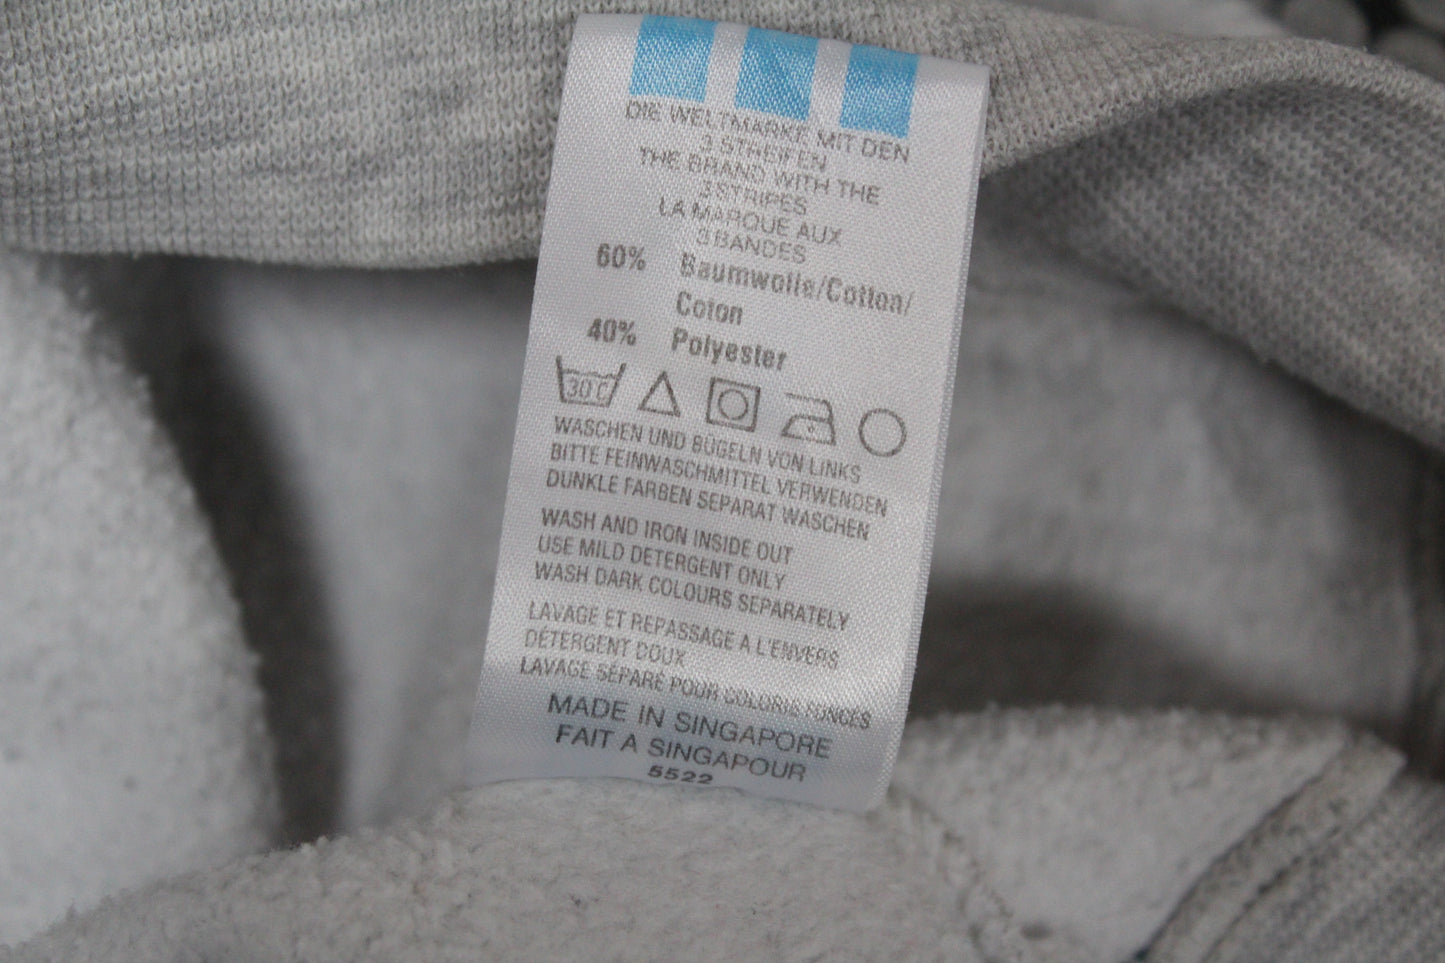 DIE WELTMARKE MIT DEN
3 STREIFEN
THE BRAND WITH THE
3 STRIPES
LA MARQUE AUX
3 BANDES
60% Baumwolle/Cotton/
Coton
40% Polyester
30C
WASCHEN UND BÜGELN VON LINKS
BITTE FEINWASCHMITTEL VERWENDEN
DUNKLE FARBEN SEPARAT WASCHEN
WASH AND IRON INSIDE OUT
USE MILD DETERGENT ONLY
WASH DARK COLOURS SEPARATELY
LAVAGE ET REPASSAGE A L'ENVERS
DÉTERGENT DOUX
LAVAGE SÉPARÉ POUR COLORIS FONCES
MADE IN SINGAPORE
FAIT A SINGAPOUR
5522